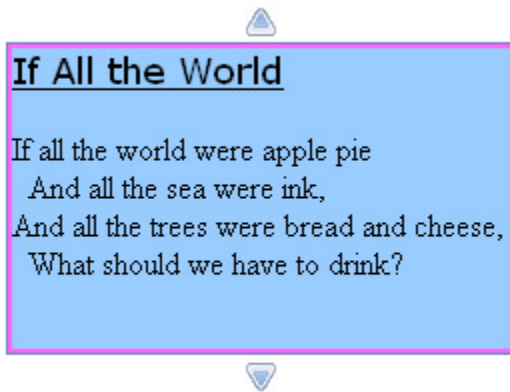 If All the World
If all the world were apple pie
And all the sea were ink,
And all the trees were bread and cheese,
What should we have to drink?